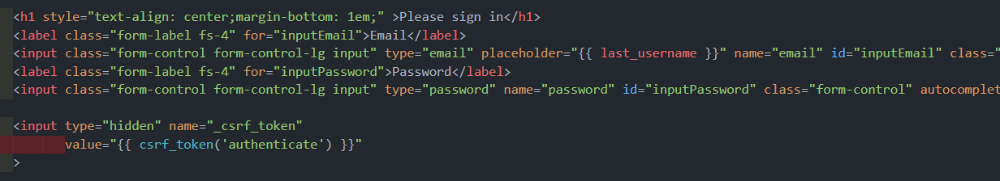 <h1 style="text-align: center;margin-bottom: 1em;" >Please sign in</h1>
<label class="form-label fs-4" for="inputEmail">Email</label>
<input class="form-control form-control-lg input" type="email" placeholder="{{ last_username }}" name="email" id="inputEmail" class="
<label class="form-label fs-4" for="inputPassword">Password</label>
<input class="form-control form-control-lg input" type="password" name="password" id="inputPassword" class="form-control" autocomplet
<input type="hidden" name="_csrf_token"
value="{{ csrf_token('authenticate') }}"
>